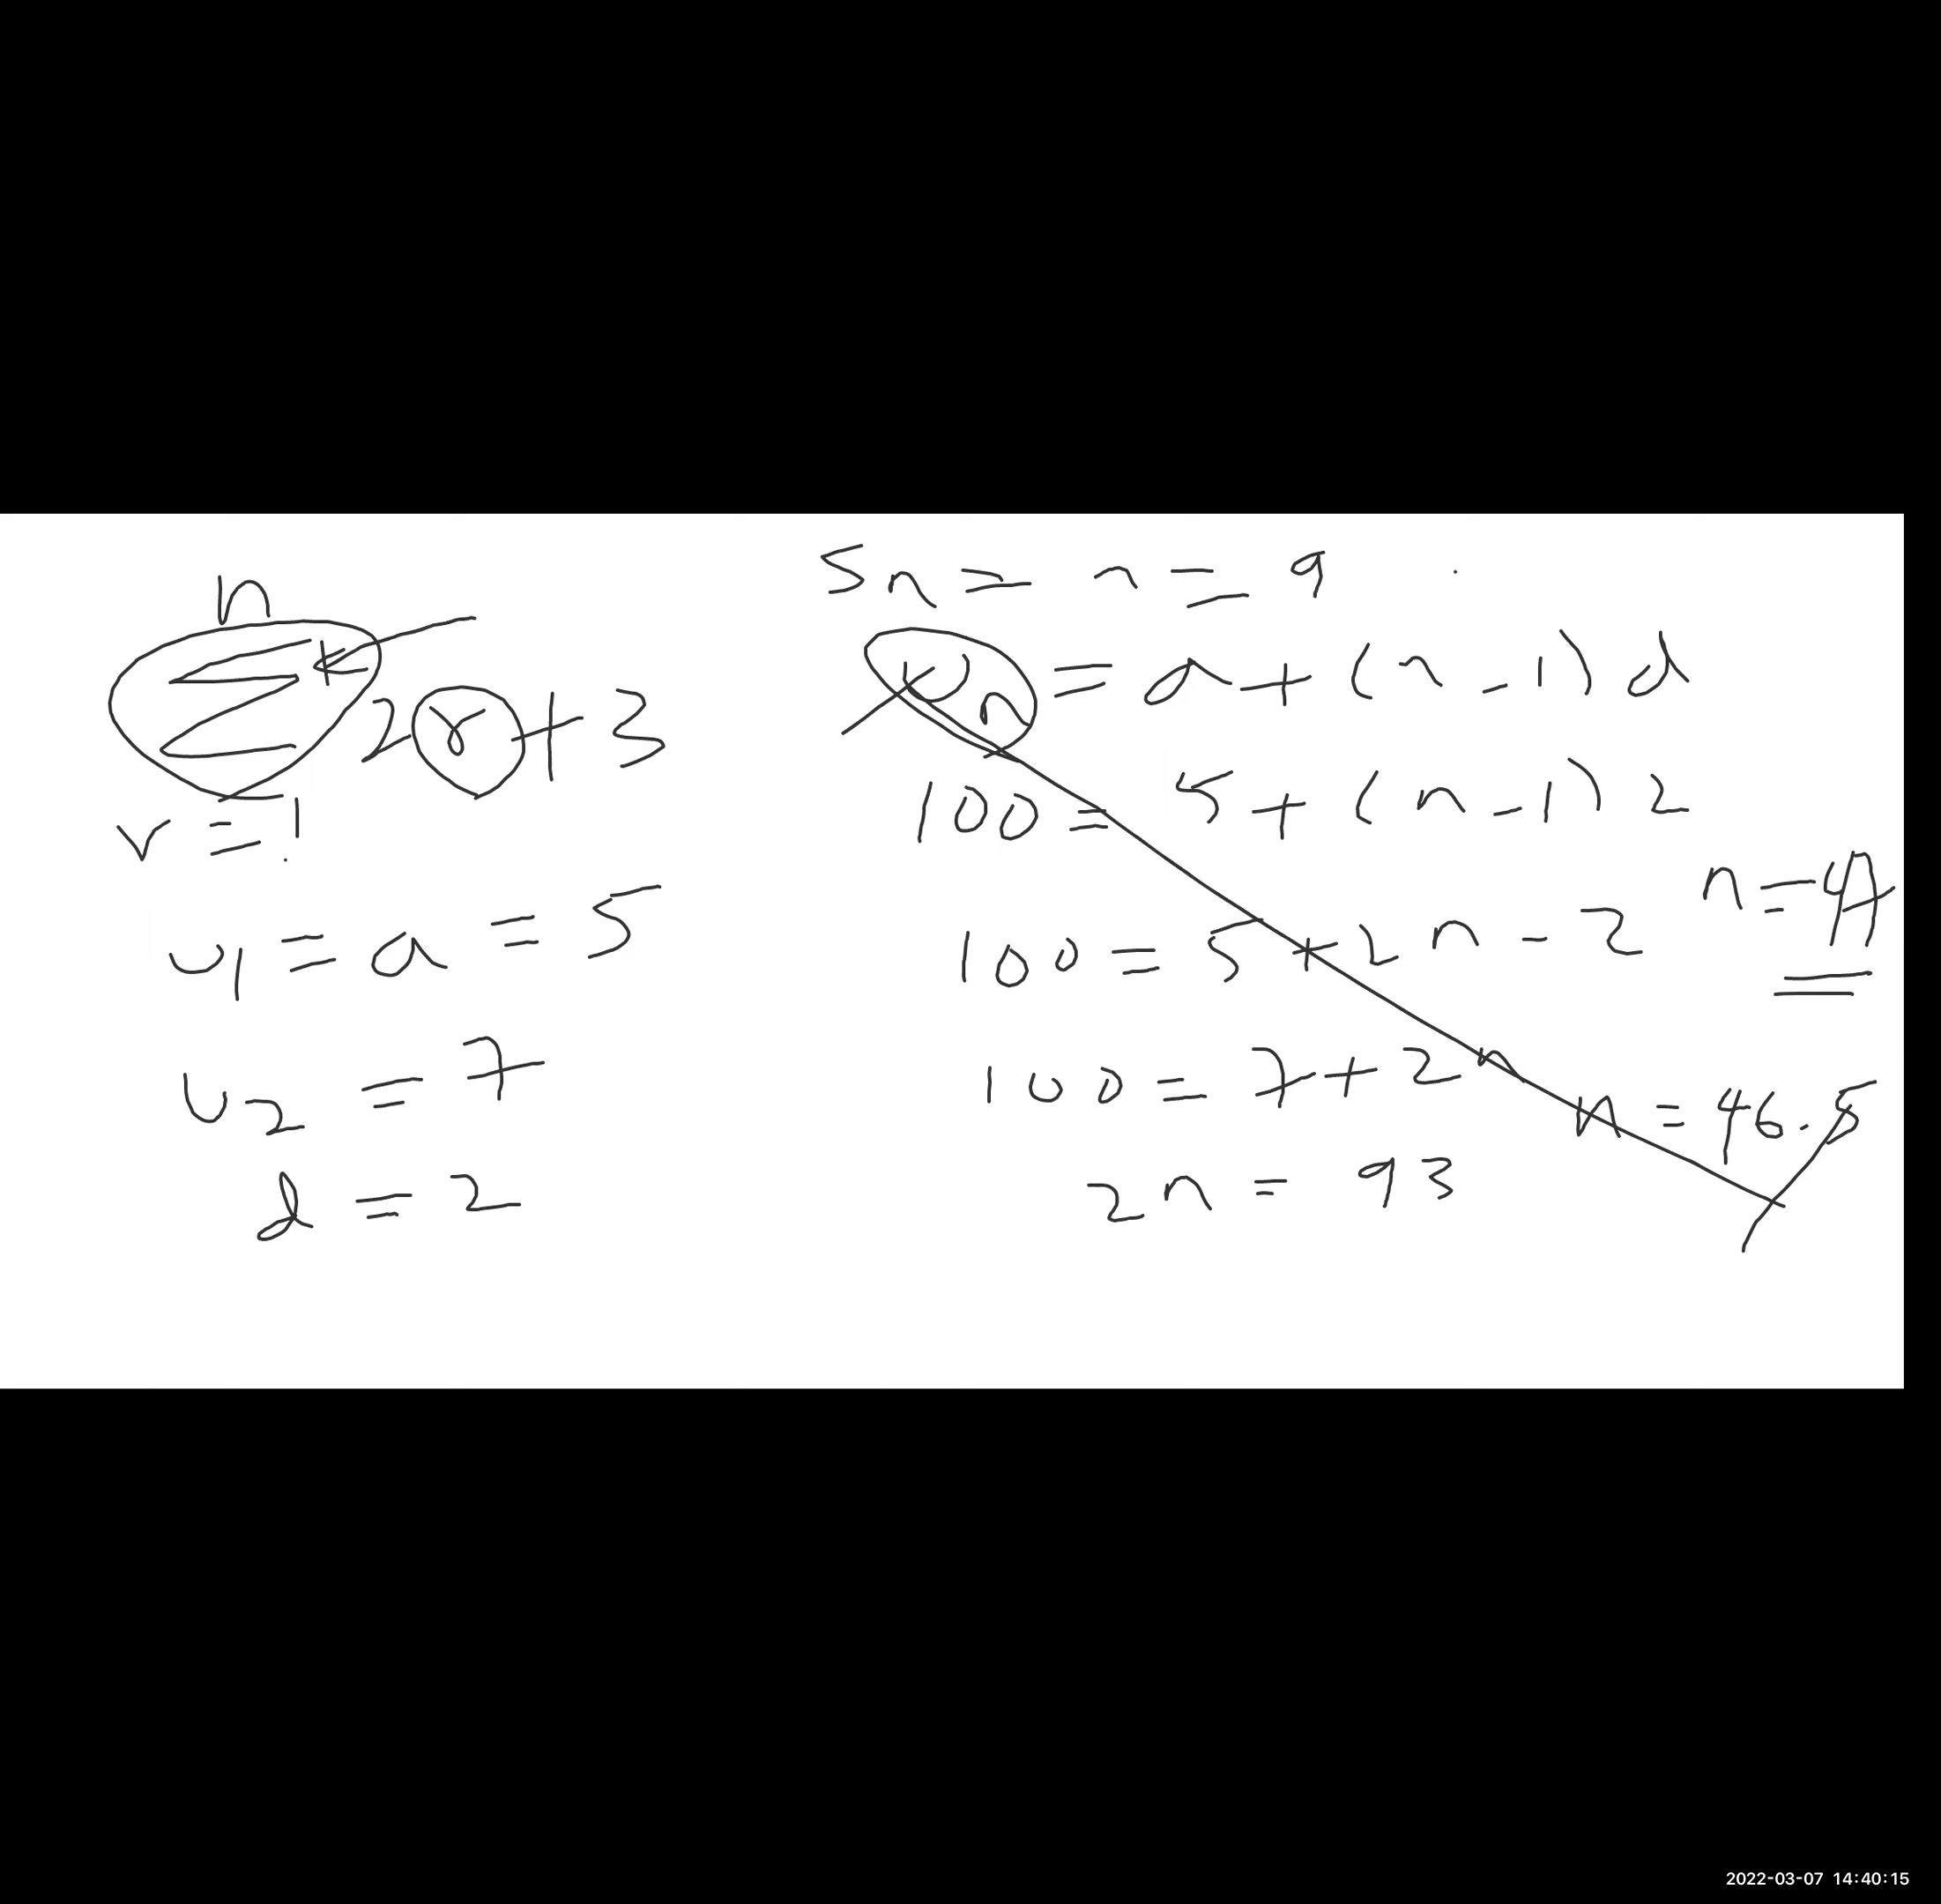 n
Σ 2r+3
r=1
u1 = a = 5
u2 = 7
d = 2
Sn = n = 9
Un = a+(n-1)d
100 = 5+(n-1)2
100 = 5+2n-2
n=A
100 = 7+2n
n=46.5
2n = 93
2022-03-07 14:40:15